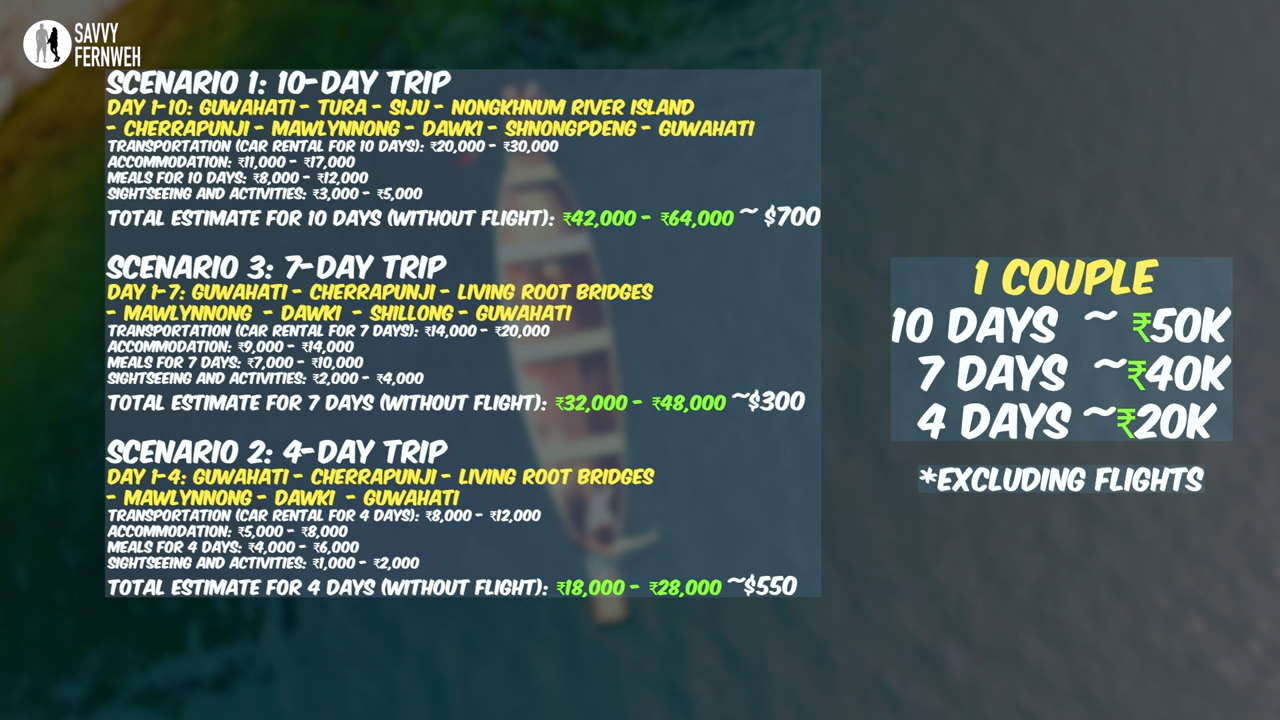 SAVVY
FERNWEH
SCENARIO 1: 10-DAY TRIP
DAY 1-10: GUWAHATI - TURA - SIJU - NONGKHNUM RIVER ISLAND
- CHERRAPUNJI - MAWLYNNONG - DAWKI - SHNONGPDENG - GUWAHATI
TRANSPORTATION (CAR RENTAL FOR 10 DAYS): ₹20,000 - ₹30,000
ACCOMMODATION: ₹11,000 - ₹17,000
MEALS FOR 10 DAYS: ₹8,000 - ₹12,000
SIGHTSEEING AND ACTIVITIES: ₹3,000 - ₹5,000
TOTAL ESTIMATE FOR 10 DAYS (WITHOUT FLIGHT): ₹42,000 - ₹64,000 ~ $700
SCENARIO 3: 7-DAY TRIP
DAY 1-7: GUWAHATI - CHERRAPUNJI - LIVING ROOT BRIDGES
- MAWLYNNONG - DAWKI - SHILLONG - GUWAHATI
TRANSPORTATION (CAR RENTAL FOR 7 DAYS): ₹14,000 - ₹20,000
ACCOMMODATION: ₹9,000 - ₹14,000
MEALS FOR 7 DAYS: ₹7,000 - ₹10,000
SIGHTSEEING AND ACTIVITIES: ₹2,000 - ₹4,000
TOTAL ESTIMATE FOR 7 DAYS (WITHOUT FLIGHT): ₹32,000 - ₹48,000 ~$300
SCENARIO 2: 4-DAY TRIP
DAY 1-4: GUWAHATI - CHERRAPUNJI - LIVING ROOT BRIDGES
- MAWLYNNONG - DAWKI - GUWAHATI
TRANSPORTATION (CAR RENTAL FOR 4 DAYS): ₹8,000 - ₹12,000
ACCOMMODATION: ₹5,000 - ₹8,000
MEALS FOR 4 DAYS: ₹4,000 - ₹6,000
SIGHTSEEING AND ACTIVITIES: ₹1,000 - ₹2,000
TOTAL ESTIMATE FOR 4 DAYS (WITHOUT FLIGHT): ₹18,000 - ₹28,000 ~$550
1 COUPLE
10 DAYS ~ ₹50K
7 DAYS ~₹40K
4 DAYS ~₹20K
*EXCLUDING FLIGHTS